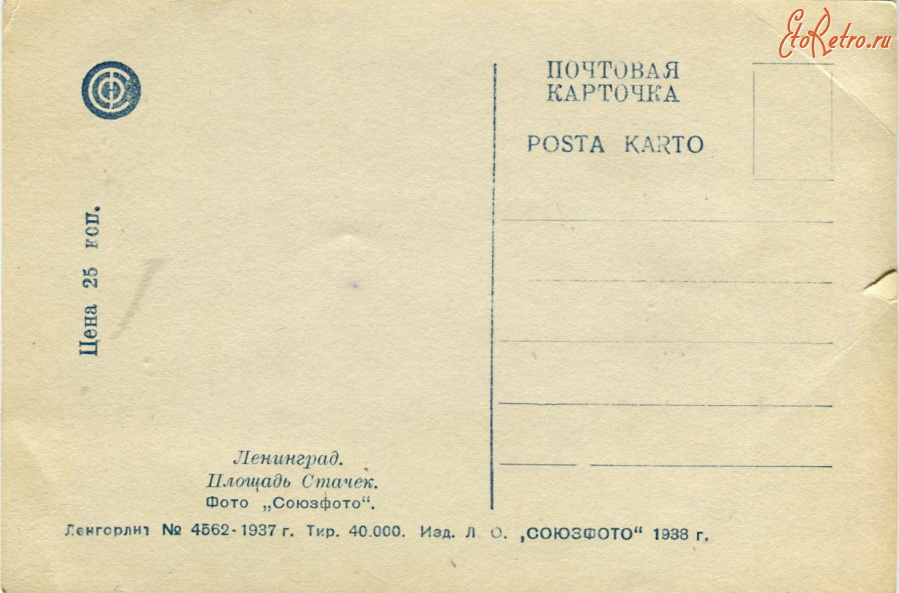 EtoRetro.ru
ПОЧТОВАЯ
КАРТОЧКА
POSTA KARTO
Цена 25 коп.
Ленинград.
Площадь Стачек.
Фото „Союзфото“.
Ленгорлит № 4562-1937 г. Тир. 40.000. Изд. Л. О. „СОЮЗФОТО“ 1938 г.